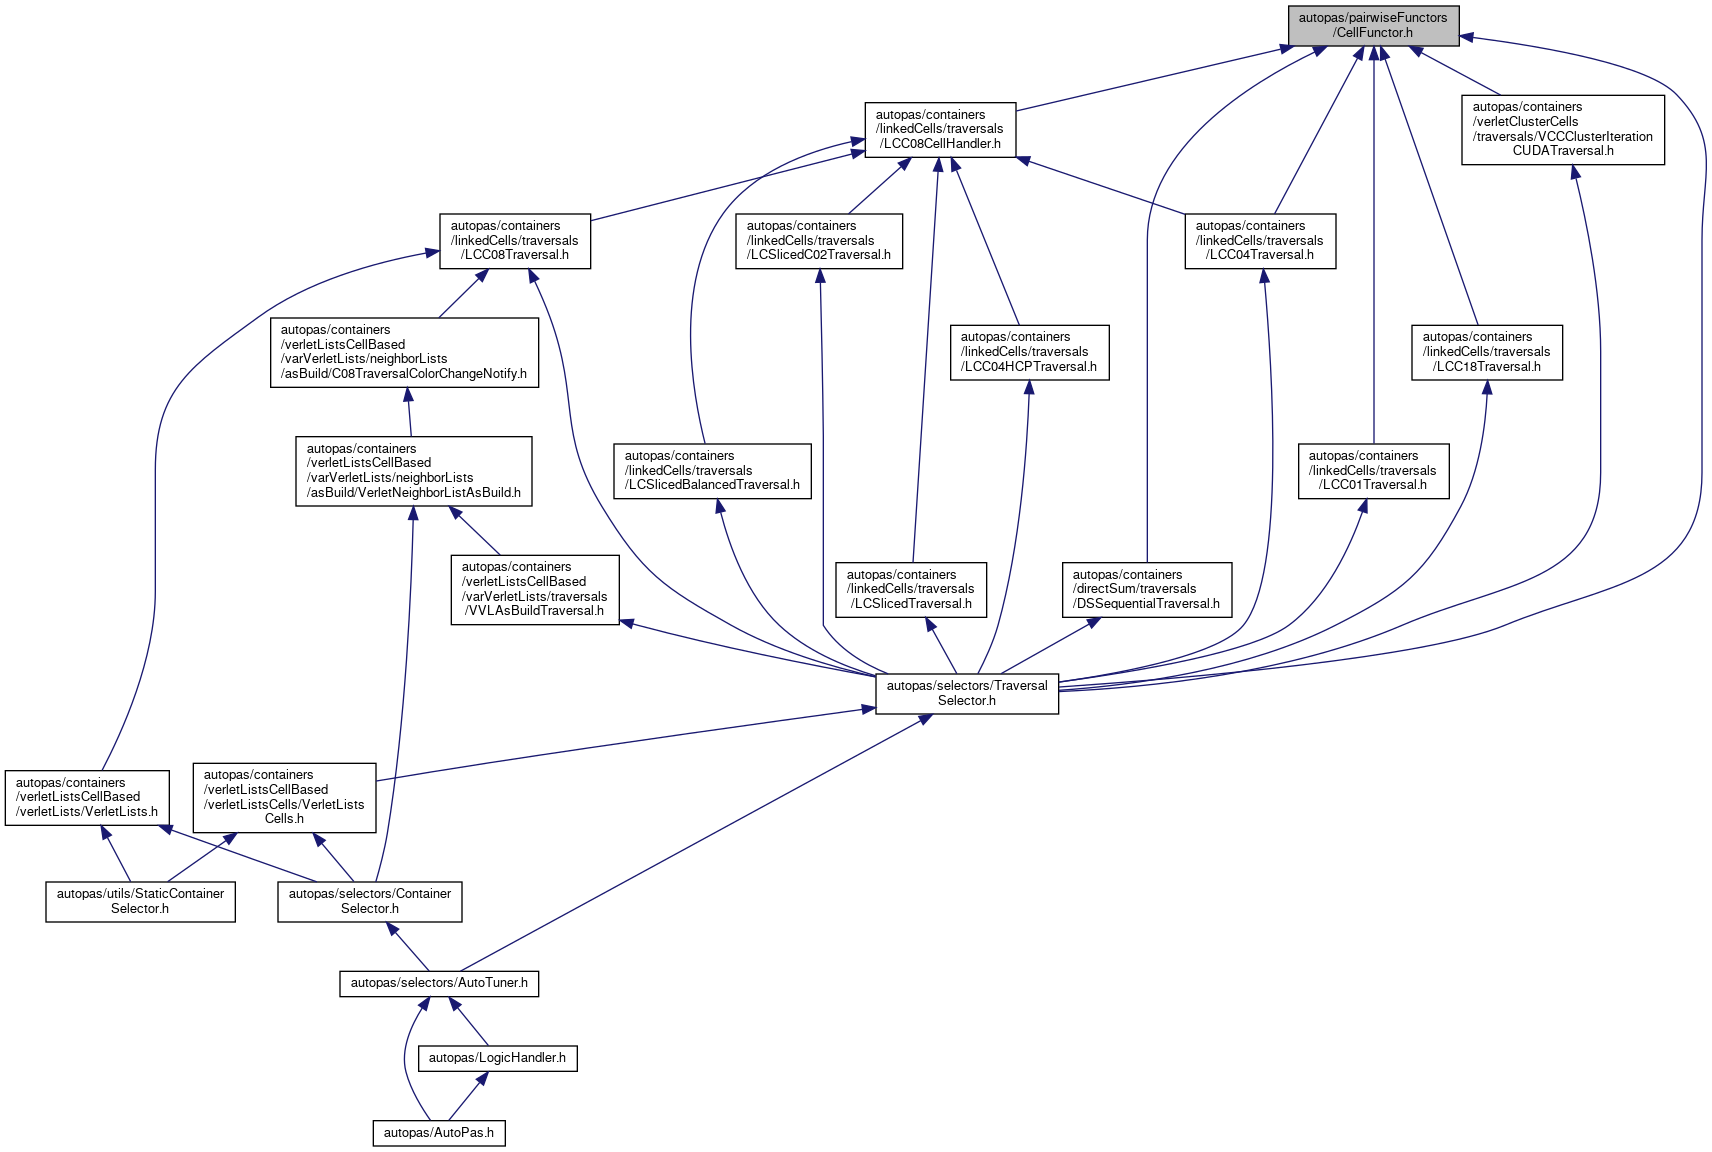 autopas/pairwiseFunctors
/CellFunctor.h
autopas/containers
/linkedCells/traversals
/LCC08CellHandler.h
autopas/containers
/verletClusterCells
/traversals/VCCClusterIteration
CUDATraversal.h
autopas/containers
/linkedCells/traversals
/LCC08Traversal.h
autopas/containers
/linkedCells/traversals
/LCSlicedC02Traversal.h
autopas/containers
/linkedCells/traversals
/LCC04Traversal.h
autopas/containers
/verletListsCellBased
/varVerletLists/neighborLists
/asBuild/C08TraversalColorChangeNotify.h
autopas/containers
/linkedCells/traversals
/LCC04HCPTraversal.h
autopas/containers
/linkedCells/traversals
/LCC18Traversal.h
autopas/containers
/verletListsCellBased
/varVerletLists/neighborLists
/asBuild/VerletNeighborListAsBuild.h
autopas/containers
/linkedCells/traversals
/LCSlicedBalancedTraversal.h
autopas/containers
/linkedCells/traversals
/LCC01Traversal.h
autopas/containers
/verletListsCellBased
/varVerletLists/traversals
/VVLAsBuildTraversal.h
autopas/containers
/linkedCells/traversals
/LCSlicedTraversal.h
autopas/containers
/directSum/traversals
/DSSequentialTraversal.h
autopas/selectors/Traversal
Selector.h
autopas/containers
/verletListsCellBased
/verletLists/VerletLists.h
autopas/containers
/verletListsCellBased
/verletListsCells/VerletLists
Cells.h
autopas/utils/StaticContainer
Selector.h
autopas/selectors/Container
Selector.h
autopas/selectors/AutoTuner.h
autopas/LogicHandler.h
autopas/AutoPas.h